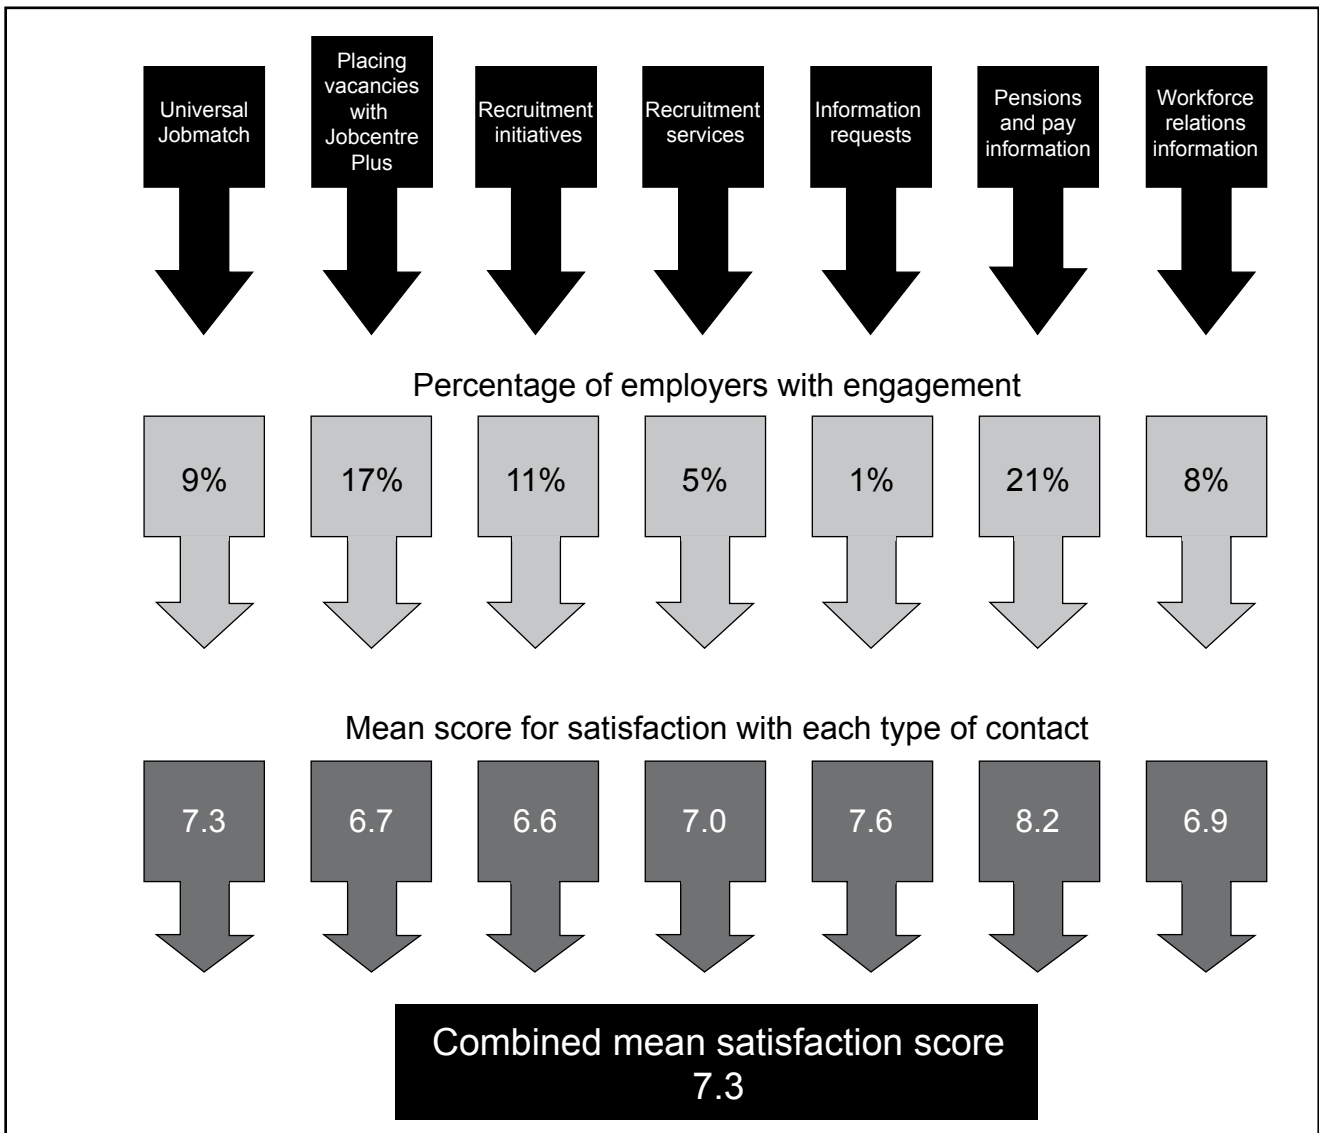 Universal
Jobmatch
Placing
vacancies
with
Jobcentre
Plus
Recruitment
initiatives
Recruitment
services
Information
requests
Pensions
and pay
information
Workforce
relations
information
Percentage of employers with engagement
9%
17%
11%
5%
1%
21%
8%
Mean score for satisfaction with each type of contact
7.3
6.7
6.6
7.0
7.6
8.2
6.9
Combined mean satisfaction score
7.3